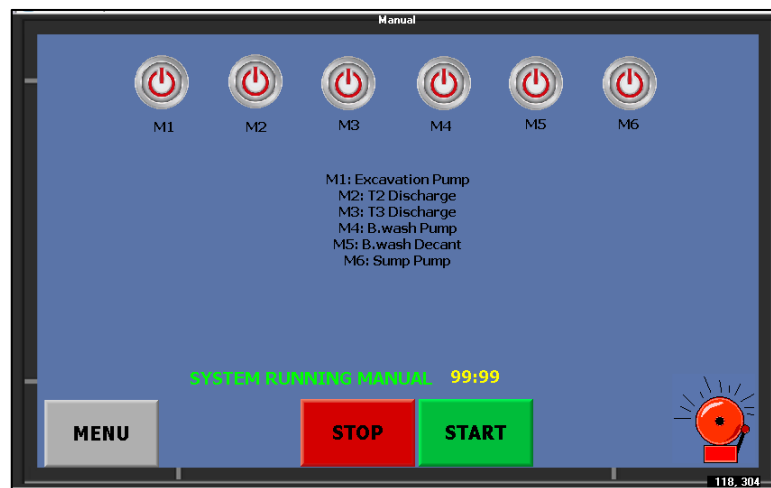 Manual
M1 M2 M3 M4 M5 M6
M1: Excavation Pump
M2: T2 Discharge
M3: T3 Discharge
M4: B.wash Pump
M5: B.wash Decant
M6: Sump Pump
SYSTEM RUNNING MANUAL 99:99
MENU STOP START
118, 304